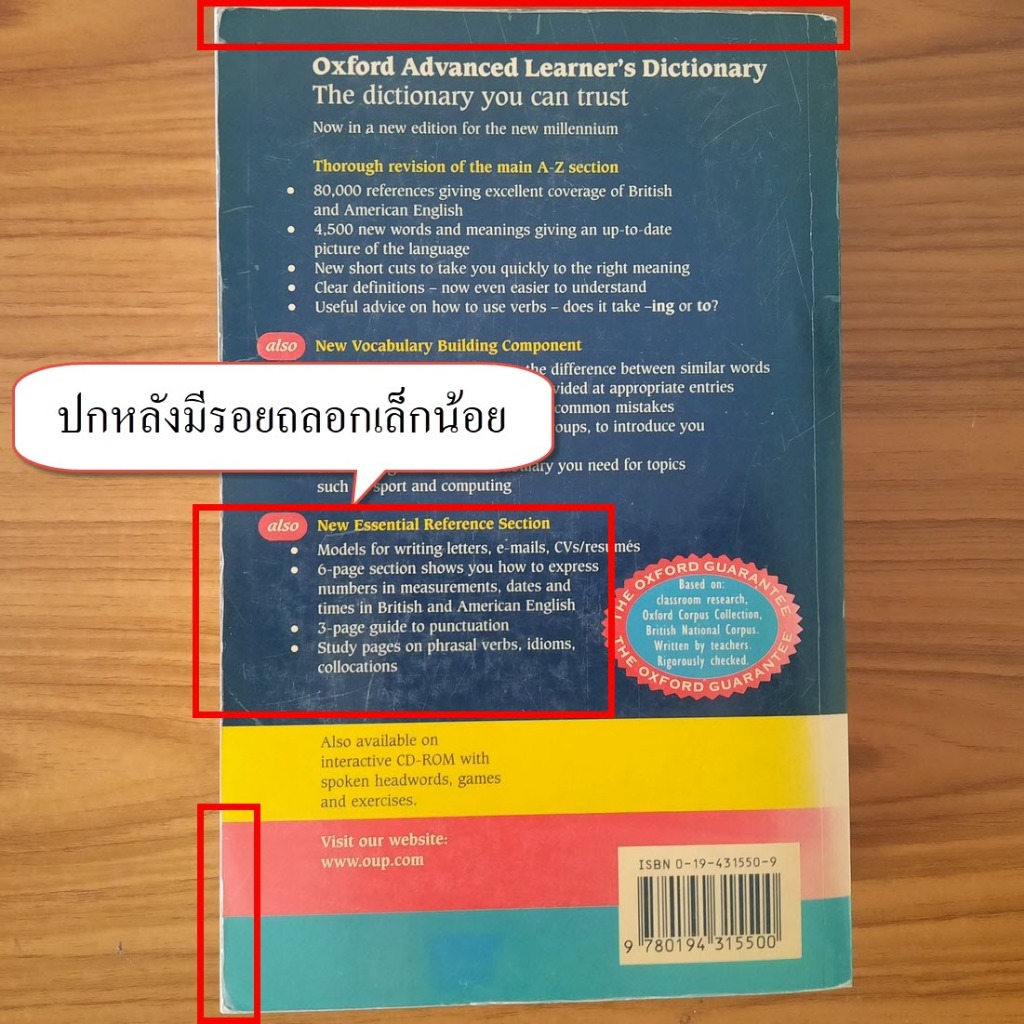 Oxford Advanced Learner's Dictionary
The dictionary you can trust
Now in a new edition for the new millennium
Thorough revision of the main A-Z section
• 80,000 references giving excellent coverage of British
and American English
• 4,500 new words and meanings giving an up-to-date
picture of the language
• New short cuts to take you quickly to the right meaning
• Clear definitions – now even easier to understand
• Useful advice on how to use verbs – does it take –ing or to?
also New Vocabulary Building Component
the difference between similar words
at appropriate entries
common mistakes
to introduce you
ปกหลังมีรอยถลอกเล็กน้อย
you need for topics
such sport and computing
also New Essential Reference Section
• Models for writing letters, e-mails, CVs/resumés
• 6-page section shows you how to express
numbers in measurements, dates and
times in British and American English
• 3-page guide to punctuation
• Study pages on phrasal verbs, idioms,
collocations
THE OXFORD GUARANTEE
Based on:
classroom research,
Oxford Corpus Collection,
British National Corpus.
Written by teachers.
Rigorously checked.
THE OXFORD GUARANTEE
Also available on
interactive CD-ROM with
spoken headwords, games
and exercises.
Visit our website:
www.oup.com
ISBN 0-19-431550-9
9 780194 315500